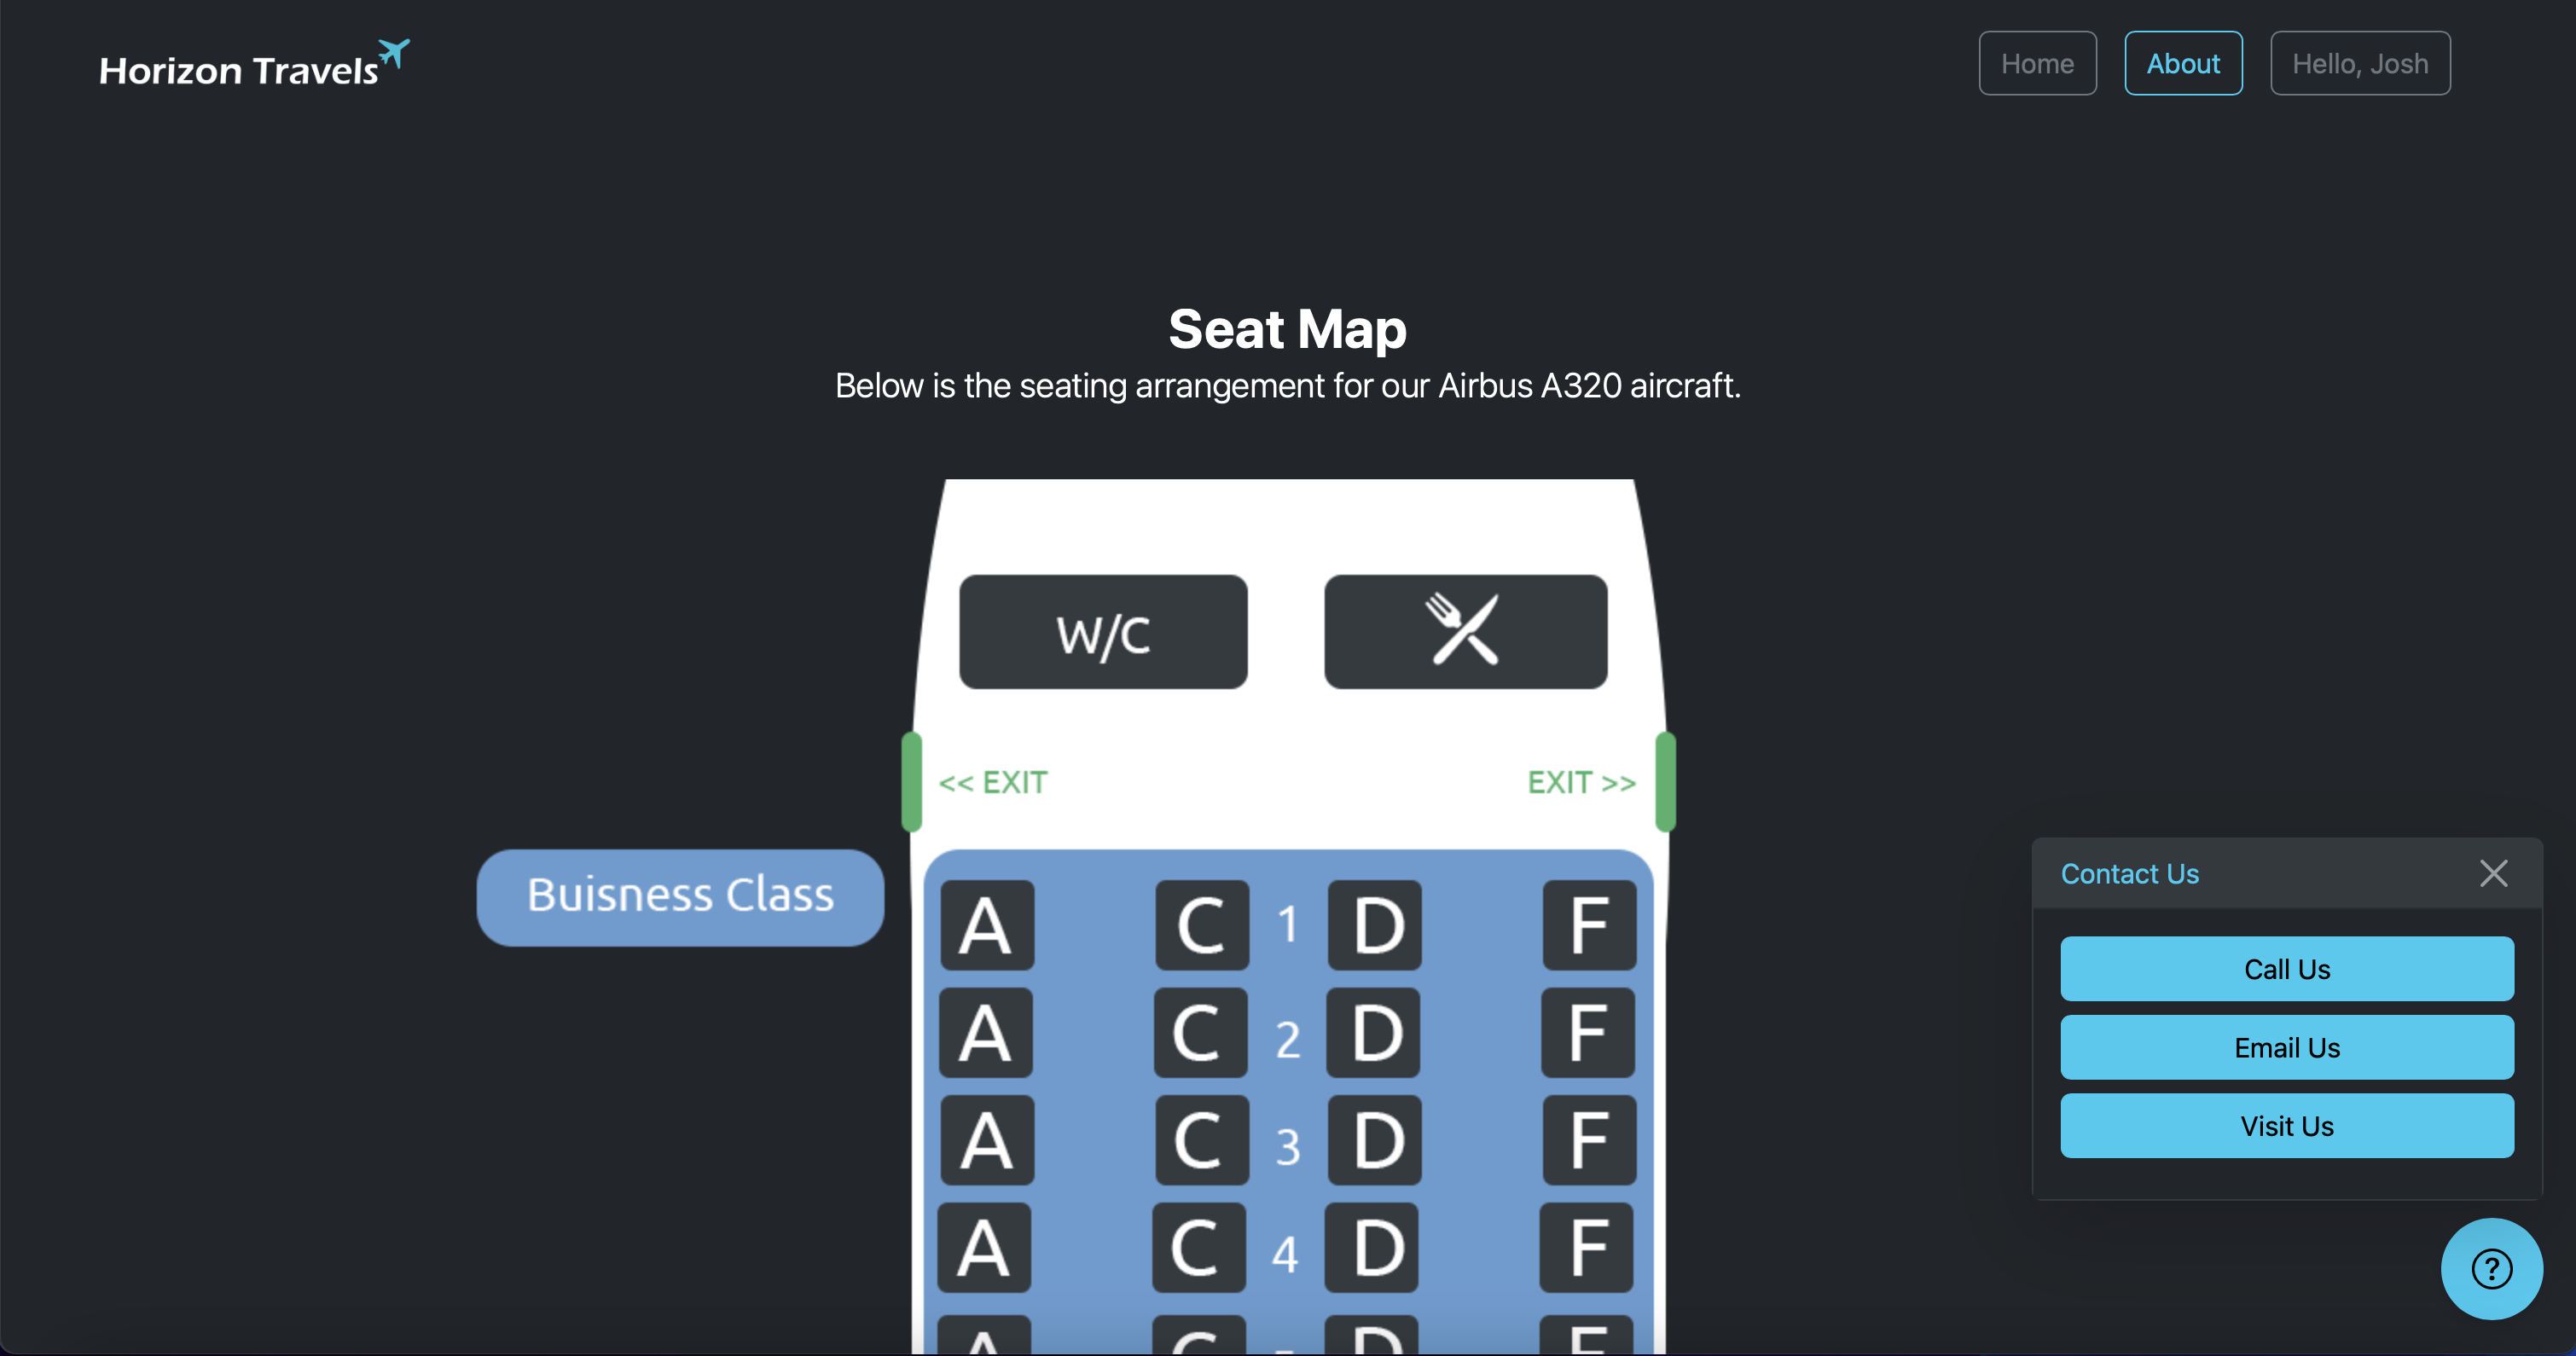 Horizon Travels
Home About Hello, Josh
Seat Map
Below is the seating arrangement for our Airbus A320 aircraft.
W/C
<< EXIT EXIT >>
Buisness Class
A C 1 D F
A C 2 D F
A C 3 D F
A C 4 D F
A C D F
Contact Us
Call Us
Email Us
Visit Us
?